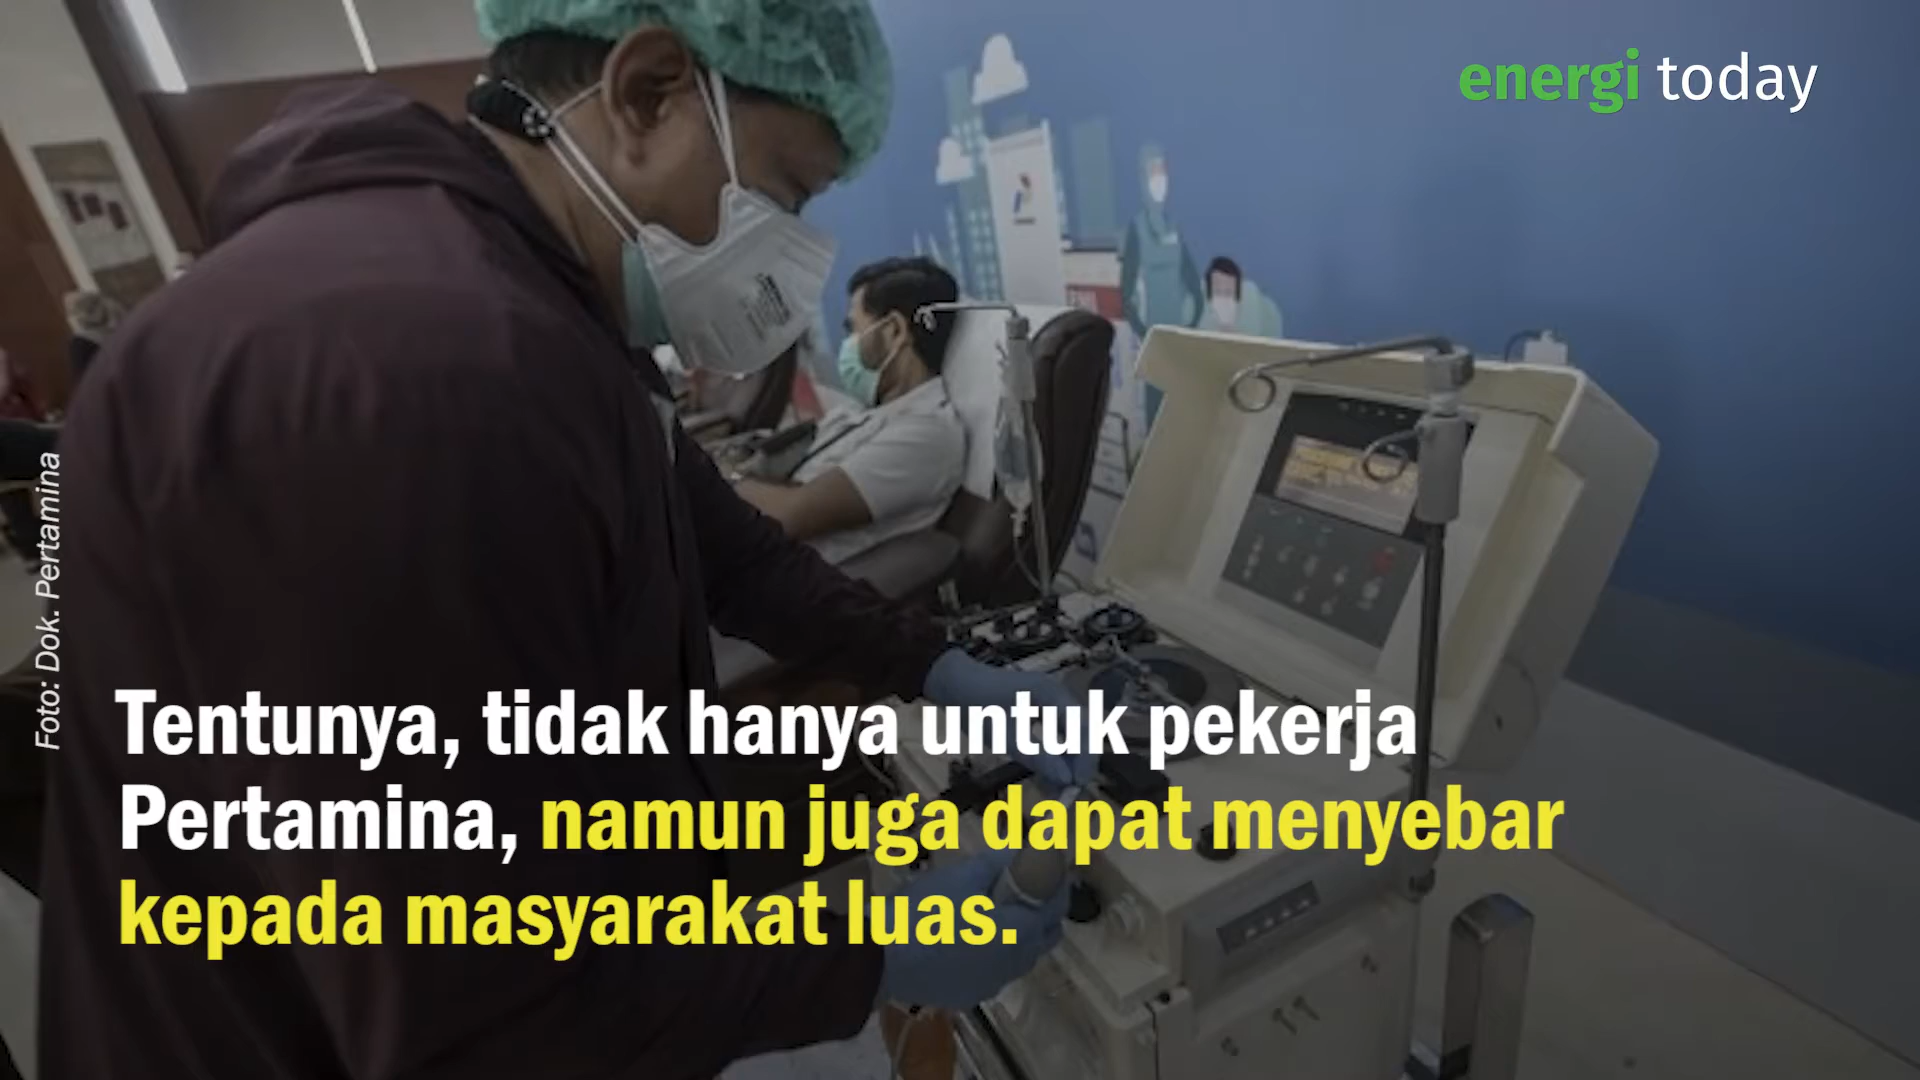 energi today
Foto: Dok. Pertamina
Tentunya, tidak hanya untuk pekerja
Pertamina, namun juga dapat menyebar
kepada masyarakat luas.